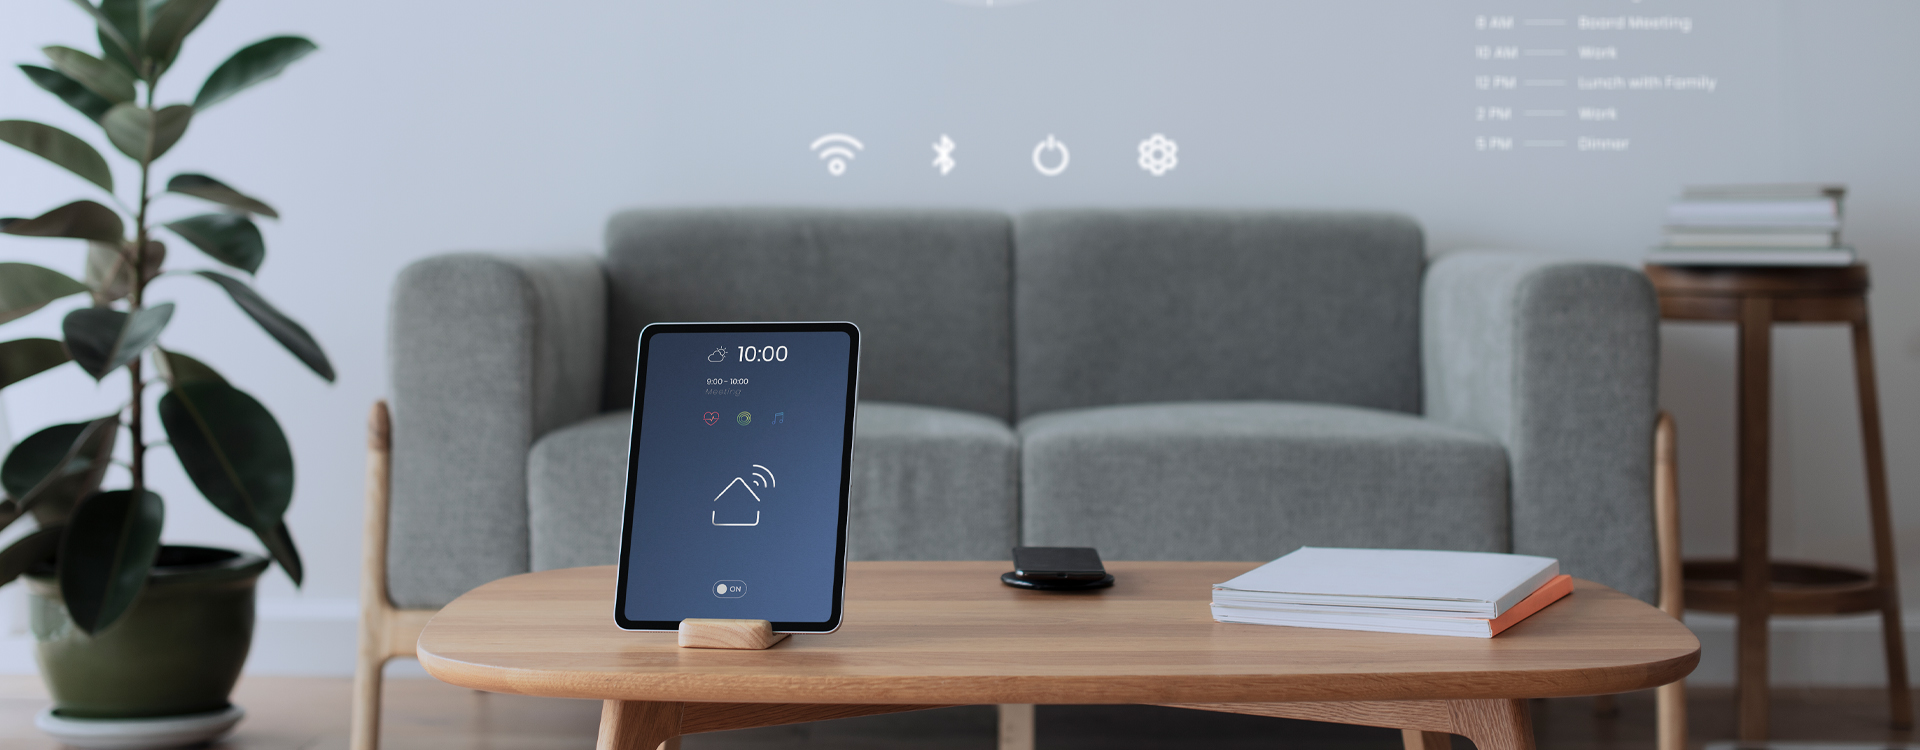 8 AM Board Meeting
10 AM Work
12 PM Lunch with Family
2 PM Work
5 PM Dinner
10:00
9:00 - 10:00
Meeting
ON